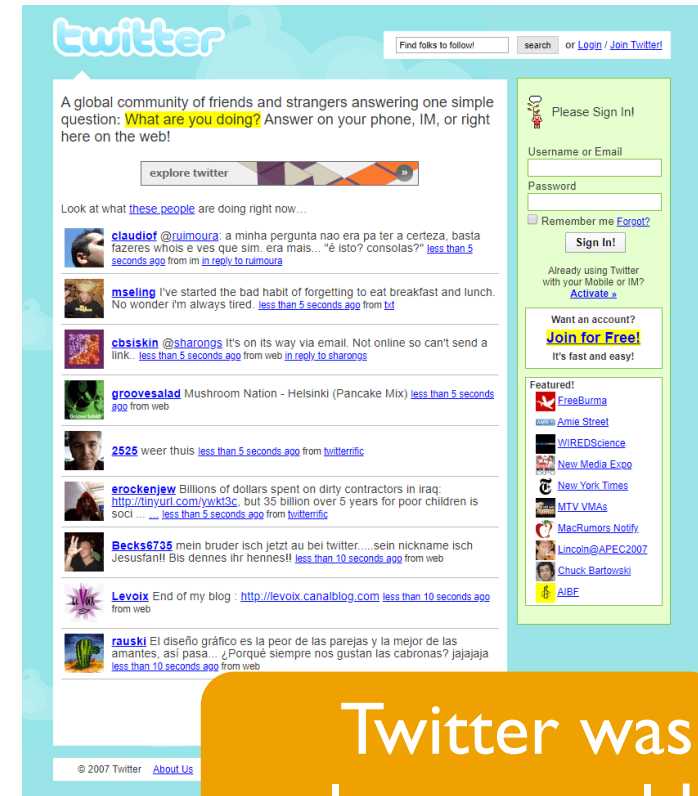 twitter
Find folks to follow! search or Login / Join Twitter!
A global community of friends and strangers answering one simple
question: What are you doing? Answer on your phone, IM, or right
here on the web!
explore twitter »
Look at what these people are doing right now…
claudiof @ruimoura: a minha pergunta nao era pa ter a certeza, basta
fazeres whois e ves que sim. era mais... "é isto? consolas?" less than 5
seconds ago from im in reply to ruimoura
mseling I've started the bad habit of forgetting to eat breakfast and lunch.
No wonder i'm always tired. less than 5 seconds ago from txt
cbsiskin @sharongs It's on its way via email. Not online so can't send a
link.. less than 5 seconds ago from web in reply to sharongs
groovesalad Mushroom Nation - Helsinki (Pancake Mix) less than 5 seconds
ago from web
2525 weer thuis less than 5 seconds ago from twitterrific
erockenjew Billions of dollars spent on dirty contractors in iraq:
http://tinyurl.com/ywkt3c, but 35 billion over 5 years for poor children is
soci ... ... less than 5 seconds ago from twitterrific
Becks6735 mein bruder isch jetzt au bei twitter.....sein nickname isch
Jesusfan!! Bis dennes ihr hennes!! less than 10 seconds ago from web
Levoix End of my blog : http://levoix.canalblog.com less than 10 seconds ago
from web
rauski El diseño gráfico es la peor de las parejas y la mejor de las
amantes, así pasa... ¿Porqué siempre nos gustan las cabronas? jajajaja
less than 10 seconds ago from web
Please Sign In!
Username or Email
Password
Remember me Forgot?
Sign In!
Already using Twitter
with your Mobile or IM?
Activate »
Want an account?
Join for Free!
It's fast and easy!
Featured!
FreeBurma
Amie Street
WIREDScience
New Media Expo
New York Times
MTV VMAs
MacRumors Notify
Lincoln@APEC2007
Chuck Bartowski
AIBF
© 2007 Twitter About Us
Twitter was